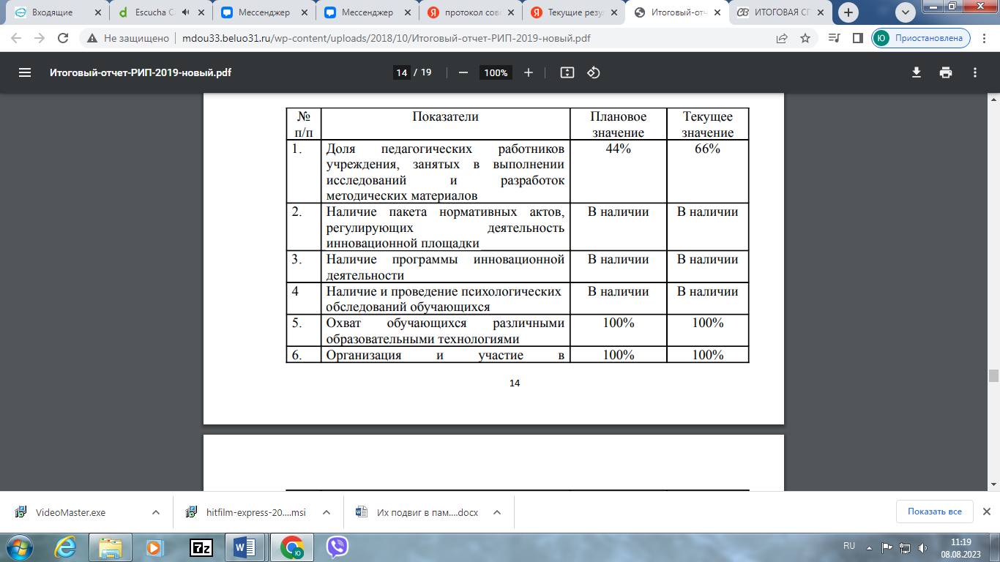 Входящие
Escucha C
Мессенджер
Мессенджер
протокол сов
Текущие резул
Итоговый-отч
ИТОГОВАЯ СП
Не защищено
mdou33.beluo31.ru/wp-content/uploads/2018/10/Итоговый-отчет-РИП-2019-новый.pdf
Ю Приостановлена
Итоговый-отчет-РИП-2019-новый.pdf
14 / 19
100%
№ п/п
Показатели
Плановое значение
Текущее значение
1.
Доля педагогических работников
учреждения, занятых в выполнении
исследований и разработок
методических материалов
44%
66%
2.
Наличие пакета нормативных актов,
регулирующих деятельность
инновационной площадки
В наличии
В наличии
3.
Наличие программы инновационной
деятельности
В наличии
В наличии
4
Наличие и проведение психологических
обследований обучающихся
В наличии
В наличии
5.
Охват обучающихся различными
образовательными технологиями
100%
100%
6.
Организация и участие в
100%
100%
14
VideoMaster.exe
hitfilm-express-20....msi
Их подвиг в пам....docx
Показать все
7z
RU
11:19
08.08.2023